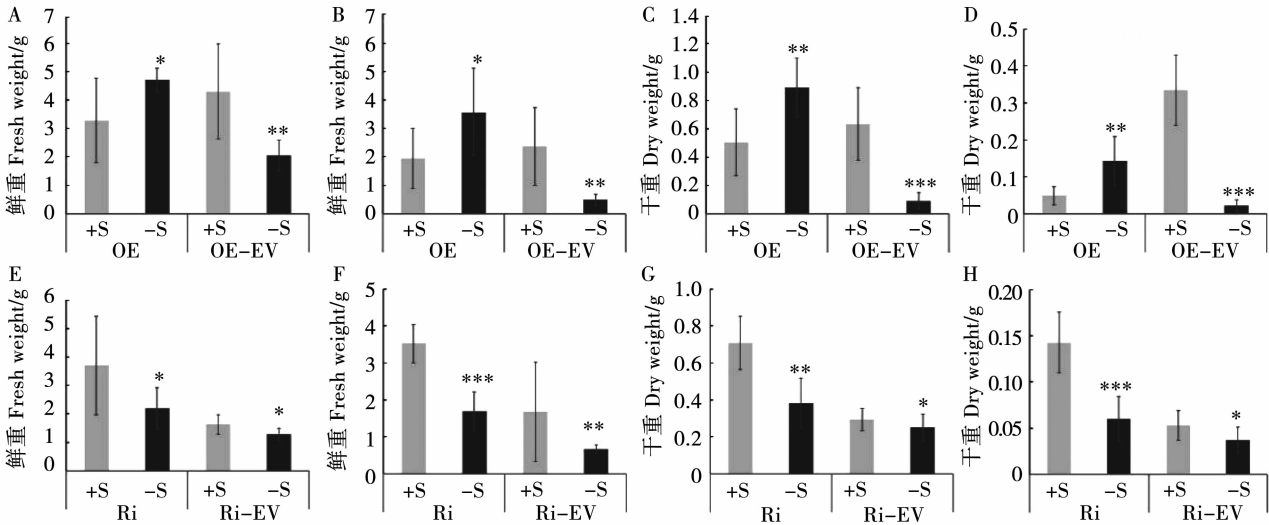 A
鲜重 Fresh weight/g
7
6
5
4
3
2
1
0
*
**
+S −S +S −S
OE OE−EV
B
鲜重 Fresh weight/g
7
6
5
4
3
2
1
0
*
**
+S −S +S −S
OE OE−EV
C
干重 Dry weight/g
1.4
1.2
1.0
0.8
0.6
0.4
0.2
0
**
***
+S −S +S −S
OE OE−EV
D
干重 Dry weight/g
0.5
0.4
0.3
0.2
0.1
0
**
***
+S −S +S −S
OE OE−EV
E
鲜重 Fresh weight/g
6
5
4
3
2
1
0
*
*
+S −S +S −S
Ri Ri−EV
F
鲜重 Fresh weight/g
5
4
3
2
1
0
***
**
+S −S +S −S
Ri Ri−EV
G
干重 Dry weight/g
1.0
0.8
0.6
0.4
0.2
0
**
*
+S −S +S −S
Ri Ri−EV
H
干重 Dry weight/g
0.20
0.15
0.10
0.05
0
***
*
+S −S +S −S
Ri Ri−EV